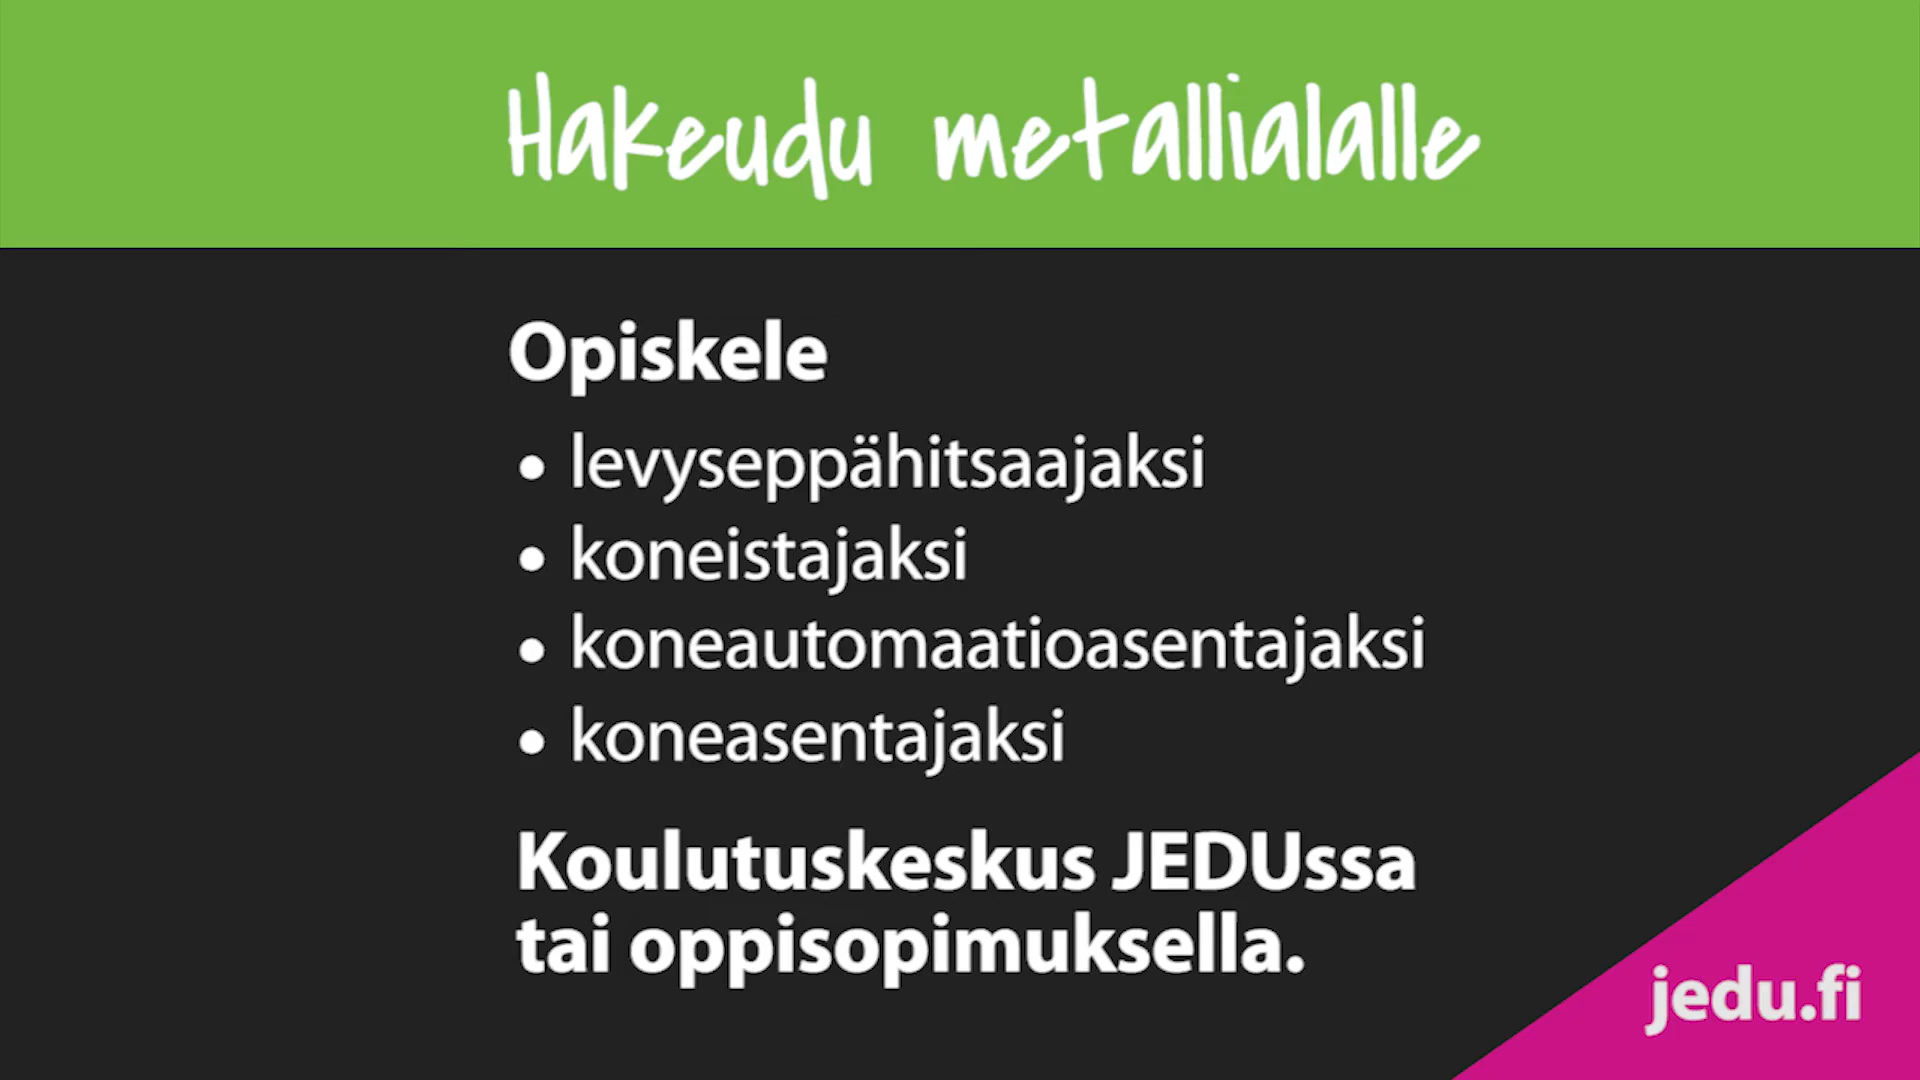 Hakeudu metallialalle
Opiskele
• levyseppähitsaajaksi
• koneistajaksi
• koneautomaatioasentajaksi
• koneasentajaksi
Koulutuskeskus JEDUssa
tai oppisopimuksella.
jedu.fi